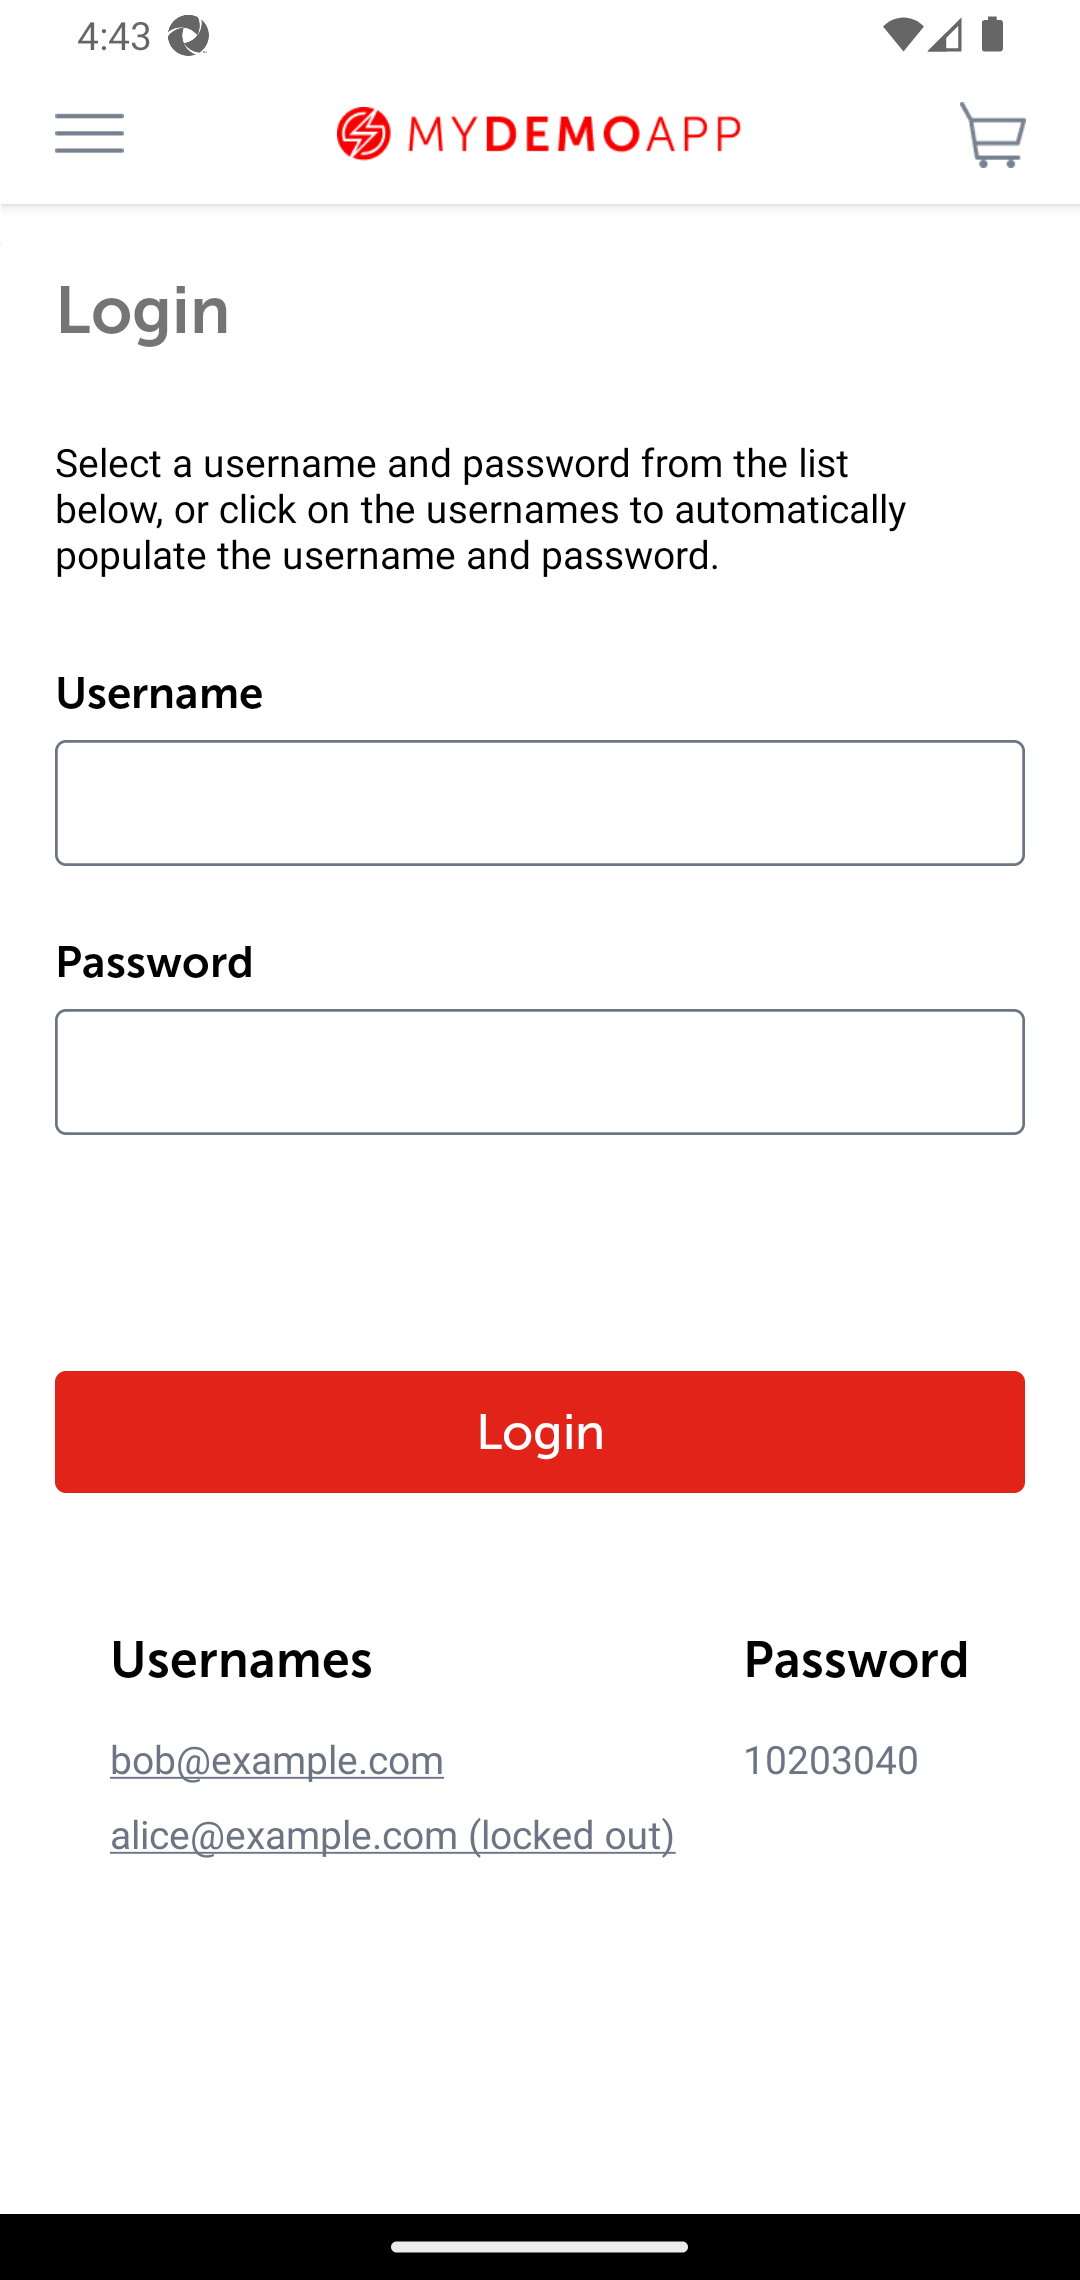 4:43
MYDEMOAPP
Login
Select a username and password from the list
below, or click on the usernames to automatically
populate the username and password.
Username
Password
Login
Usernames Password
bob@example.com 10203040
alice@example.com (locked out)